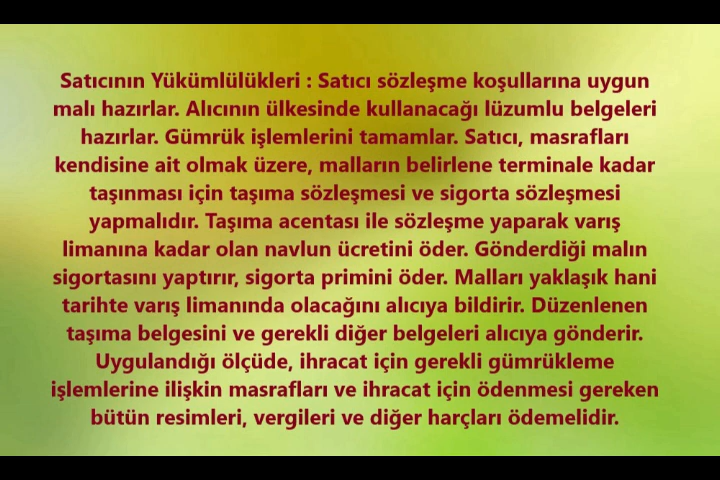 Satıcının Yükümlülükleri : Satıcı sözleşme koşullarına uygun
malı hazırlar. Alıcının ülkesinde kullanacağı lüzumlu belgeleri
hazırlar. Gümrük işlemlerini tamamlar. Satıcı, masrafları
kendisine ait olmak üzere, malların belirlene terminale kadar
taşınması için taşıma sözleşmesi ve sigorta sözleşmesi
yapmalıdır. Taşıma acentası ile sözleşme yaparak varış
limanına kadar olan navlun ücretini öder. Gönderdiği malın
sigortasını yaptırır, sigorta primini öder. Malları yaklaşık hani
tarihte varış limanında olacağını alıcıya bildirir. Düzenlenen
taşıma belgesini ve gerekli diğer belgeleri alıcıya gönderir.
Uygulandığı ölçüde, ihracat için gerekli gümrükleme
işlemlerine ilişkin masrafları ve ihracat için ödenmesi gereken
bütün resimleri, vergileri ve diğer harçları ödemelidir.